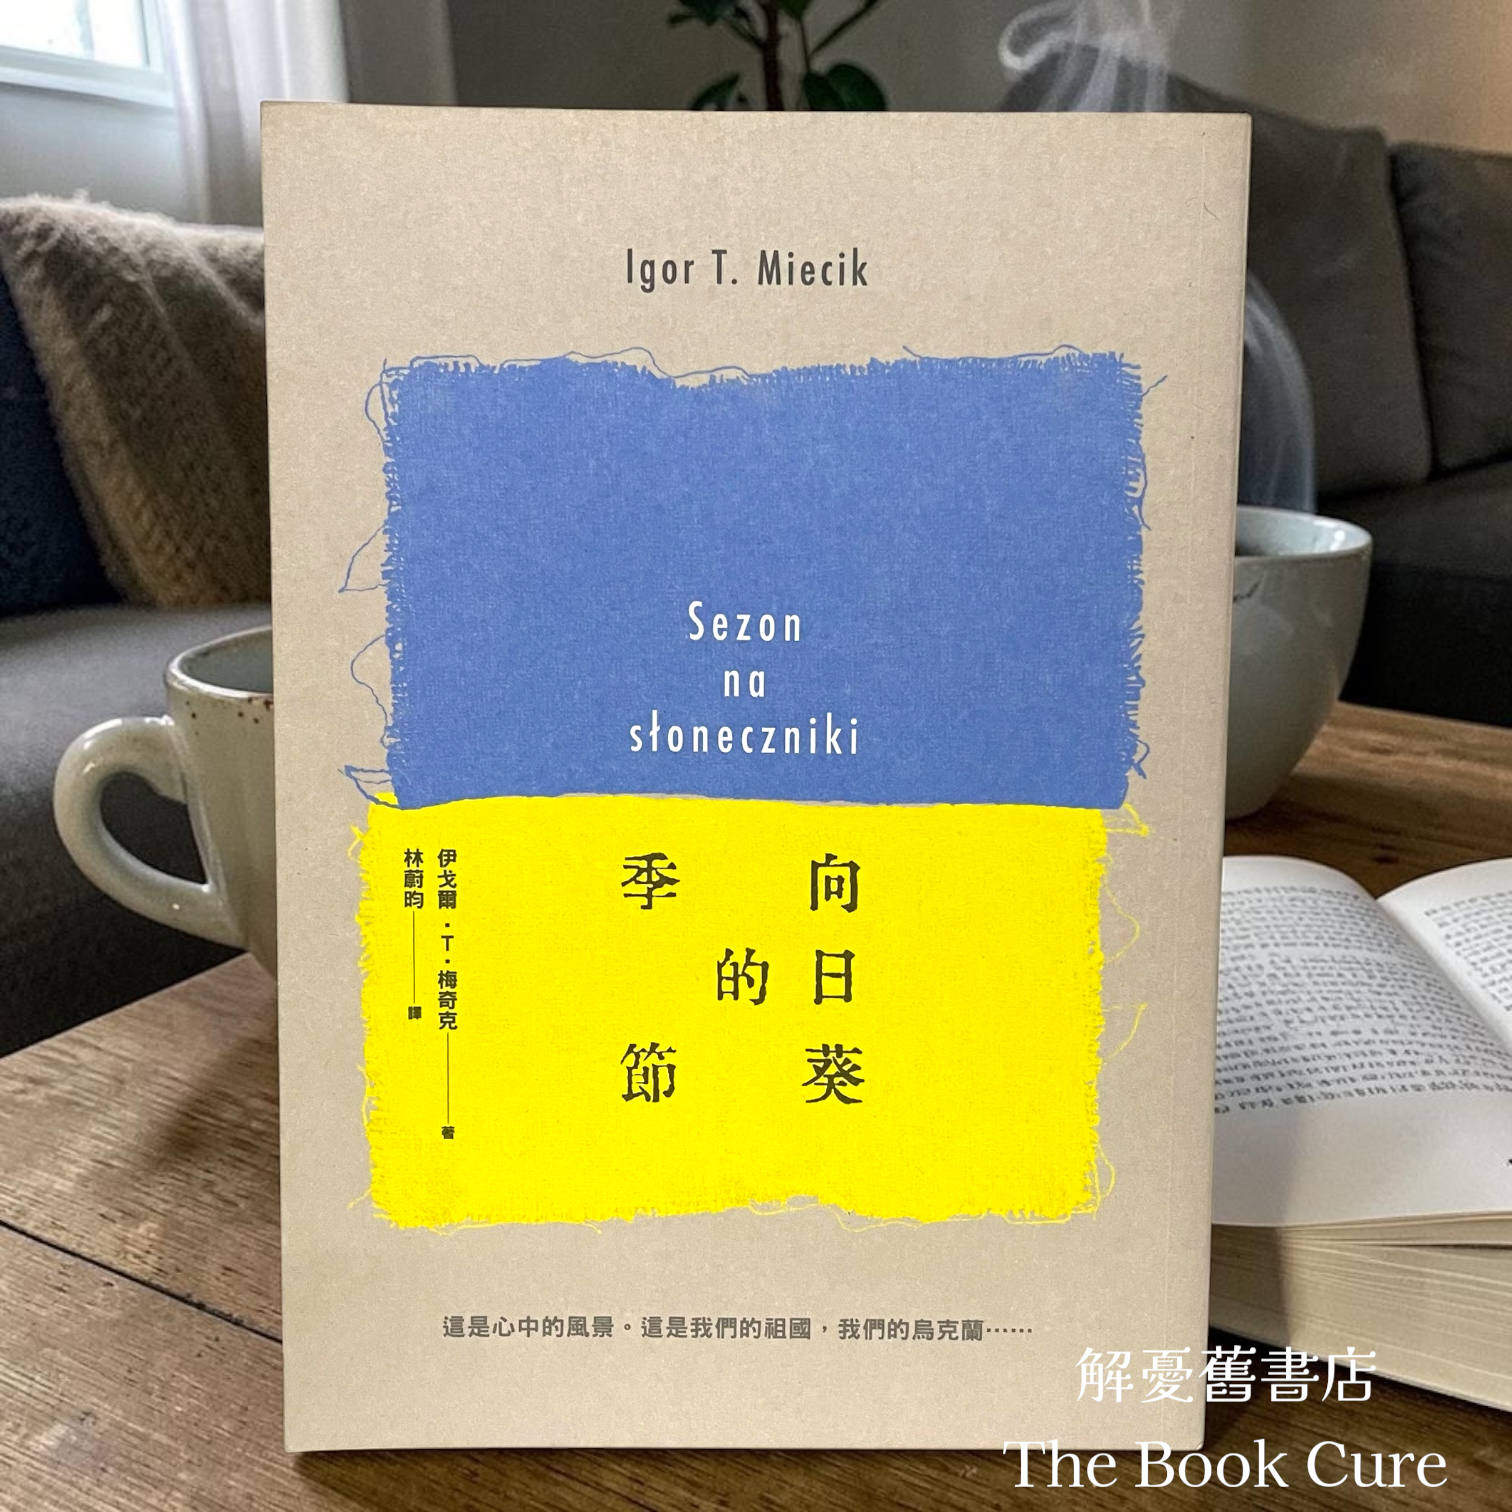 Igor T. Miecik
Sezon
na
słoneczniki
向日葵
的
季節
伊戈爾．T．梅奇克 著
林蔚昀 譯
這是心中的風景。這是我們的祖國，我們的烏克蘭……
解憂舊書店
The Book Cure